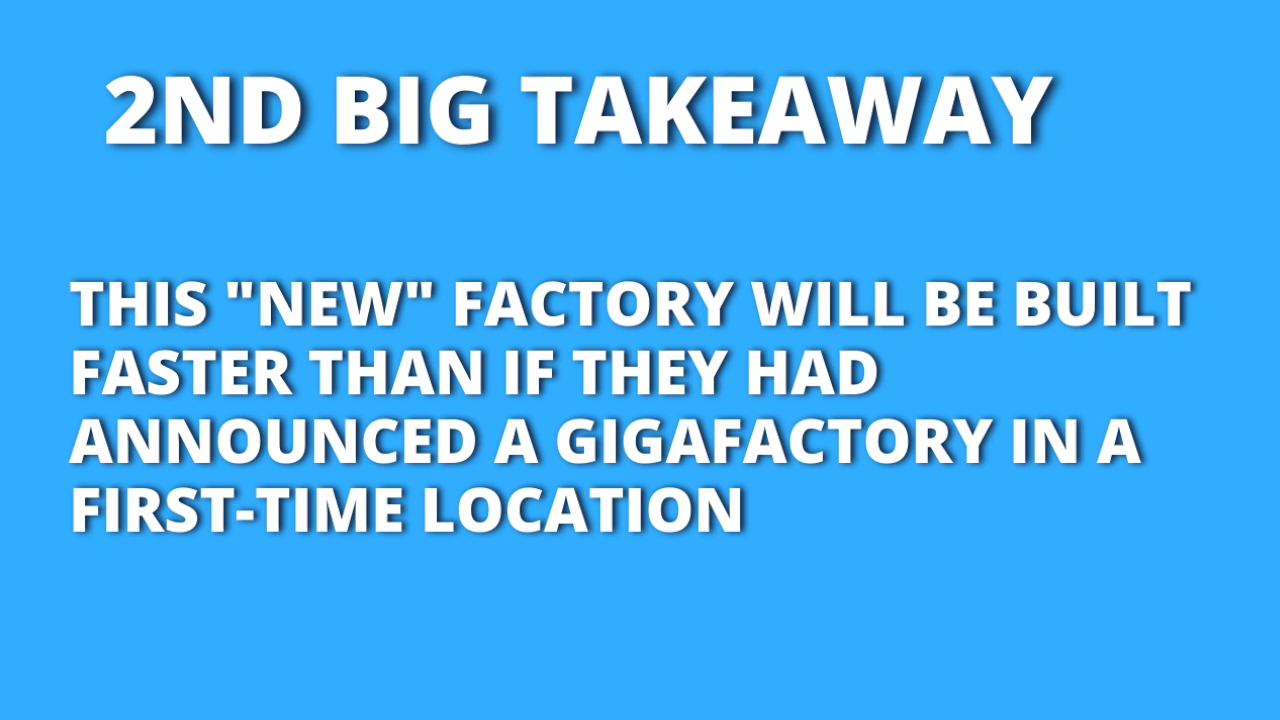 2ND BIG TAKEAWAY
THIS "NEW" FACTORY WILL BE BUILT
FASTER THAN IF THEY HAD
ANNOUNCED A GIGAFACTORY IN A
FIRST-TIME LOCATION